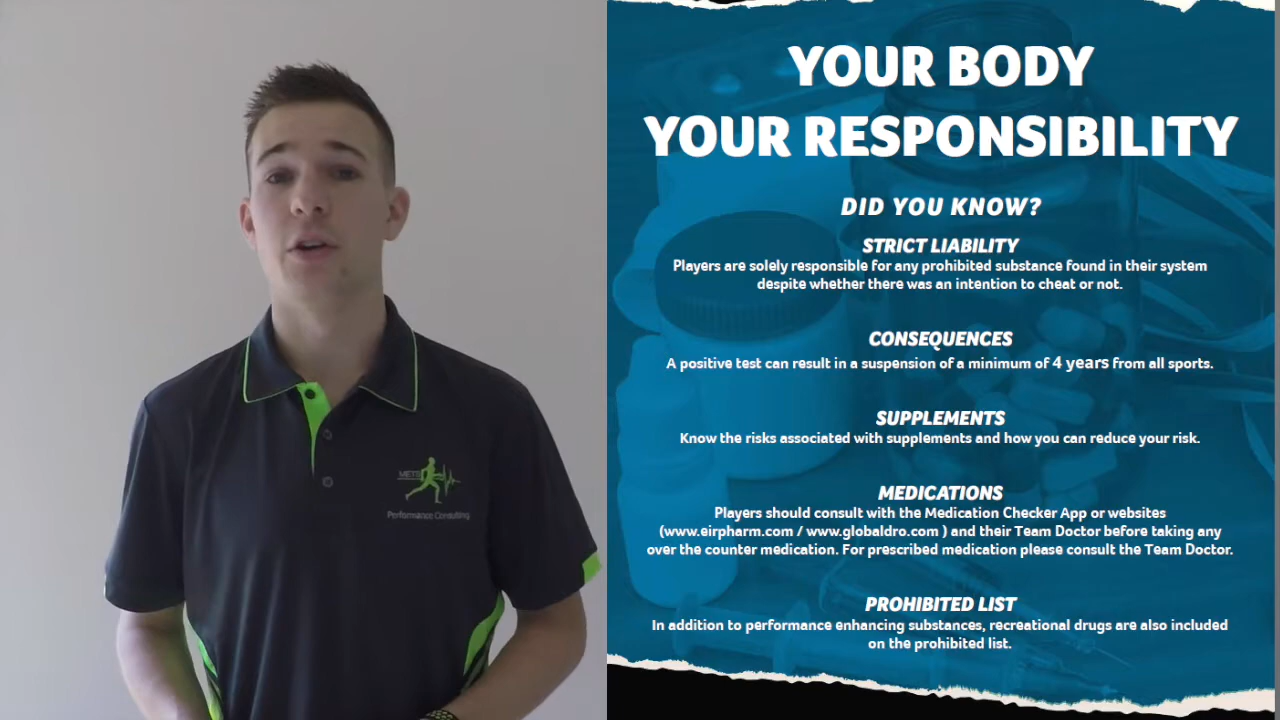 METS
Performance Consulting
YOUR BODY
YOUR RESPONSIBILITY
DID YOU KNOW?
STRICT LIABILITY
Players are solely responsible for any prohibited substance found in their system
despite whether there was an intention to cheat or not.
CONSEQUENCES
A positive test can result in a suspension of a minimum of 4 years from all sports.
SUPPLEMENTS
Know the risks associated with supplements and how you can reduce your risk.
MEDICATIONS
Players should consult with the Medication Checker App or websites
(www.eirpharm.com / www.globaldro.com ) and their Team Doctor before taking any
over the counter medication. For prescribed medication please consult the Team Doctor.
PROHIBITED LIST
In addition to performance enhancing substances, recreational drugs are also included
on the prohibited list.